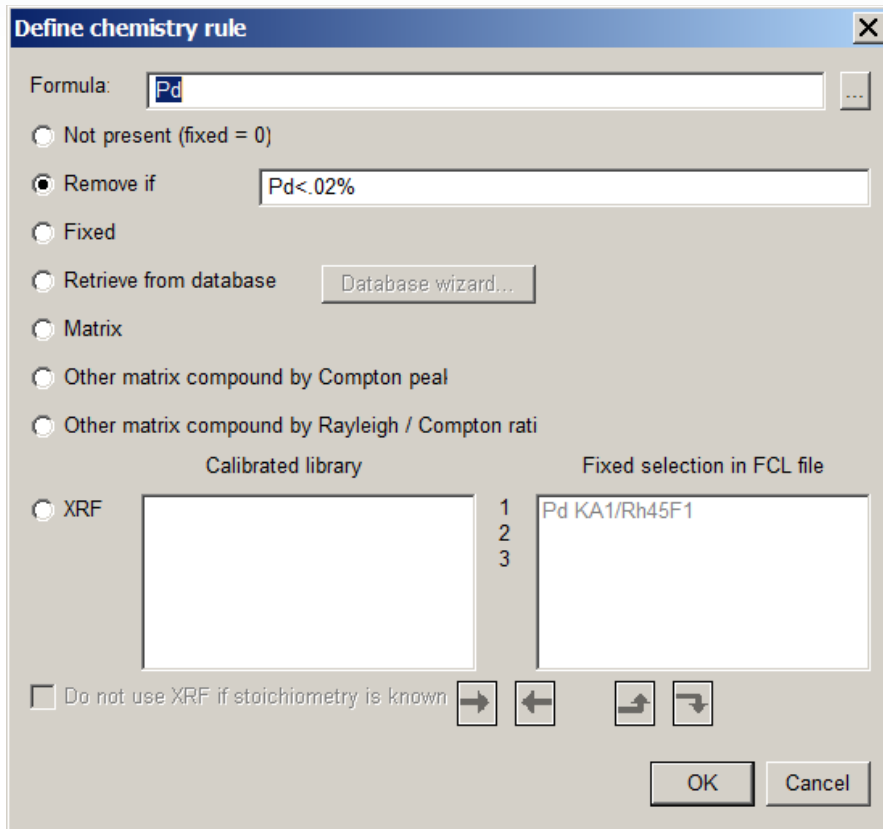 Define chemistry rule
Formula:
Pd
...
Not present (fixed = 0)
Remove if
Pd<.02%
Fixed
Retrieve from database
Database wizard...
Matrix
Other matrix compound by Compton peal
Other matrix compound by Rayleigh / Compton rati
Calibrated library
Fixed selection in FCL file
XRF
1
2
3
Pd KA1/Rh45F1
Do not use XRF if stoichiometry is known
OK
Cancel